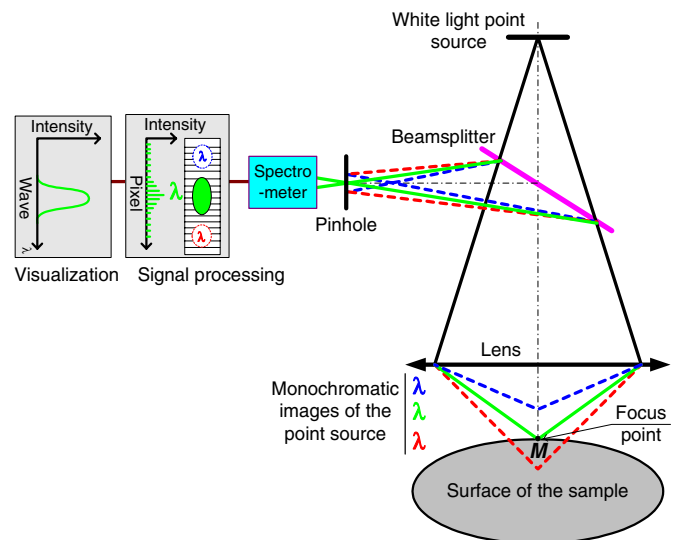 White light point
source
Intensity
Wave
λ
Visualization
Intensity
Pixel
λ
λ
λ
Signal processing
Spectro
-meter
Pinhole
Beamsplitter
Lens
Monochromatic
images of the
point source
λ
λ
λ
Focus
point
M
Surface of the sample